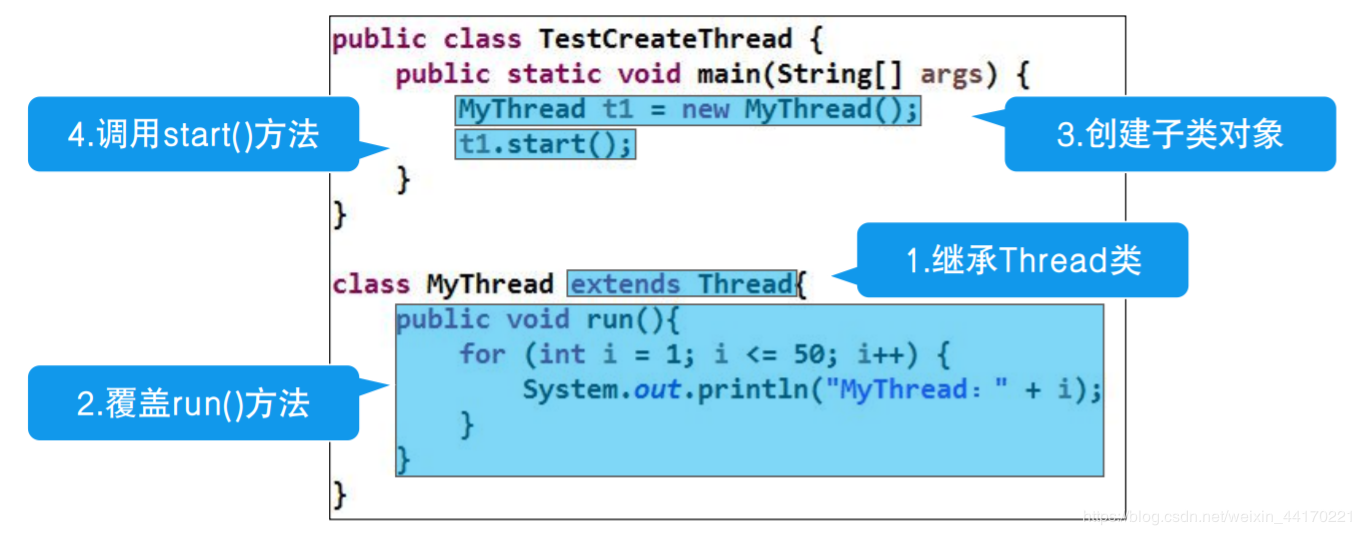 public class TestCreateThread {
public static void main(String[] args) {
MyThread t1 = new MyThread();
t1.start();
}
}
class MyThread extends Thread{
public void run(){
for (int i = 1; i <= 50; i++) {
System.out.println("MyThread：" + i);
}
}
}
4.调用start()方法
3.创建子类对象
1.继承Thread类
2.覆盖run()方法
https://blog.csdn.net/weixin_44170221